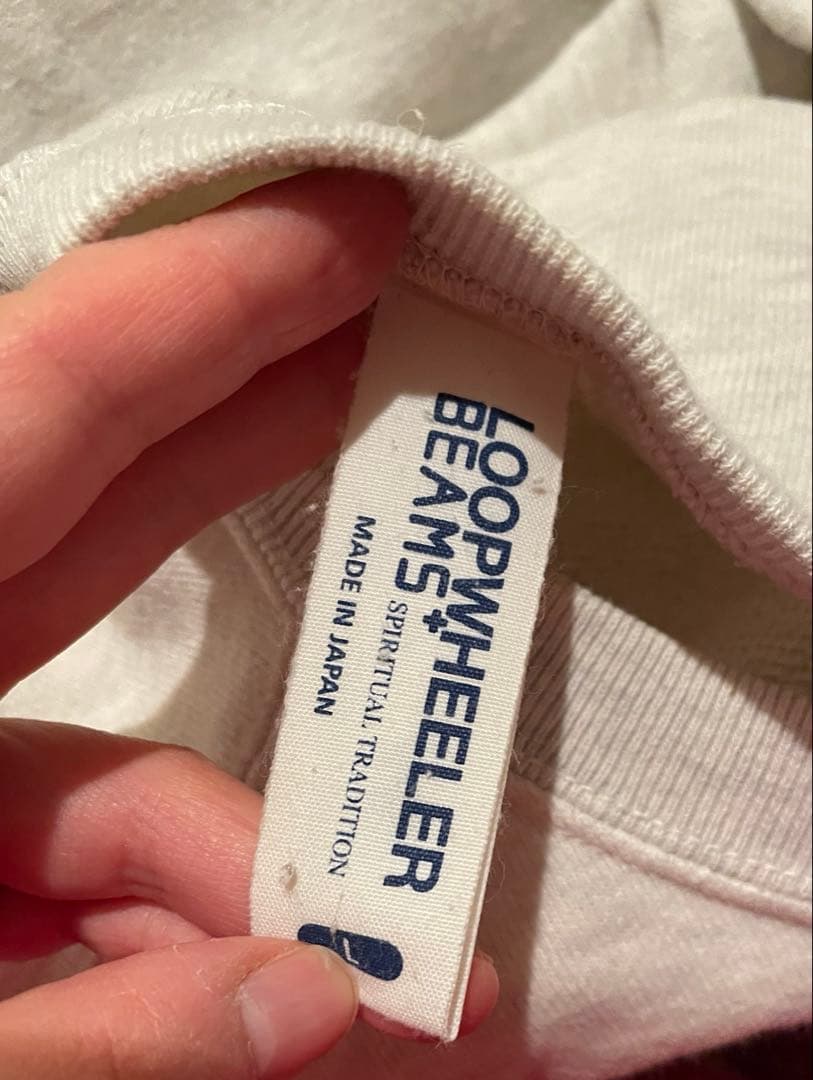 LOOPWHEELER
BEAMS+
SPIRITUAL TRADITION
MADE IN JAPAN